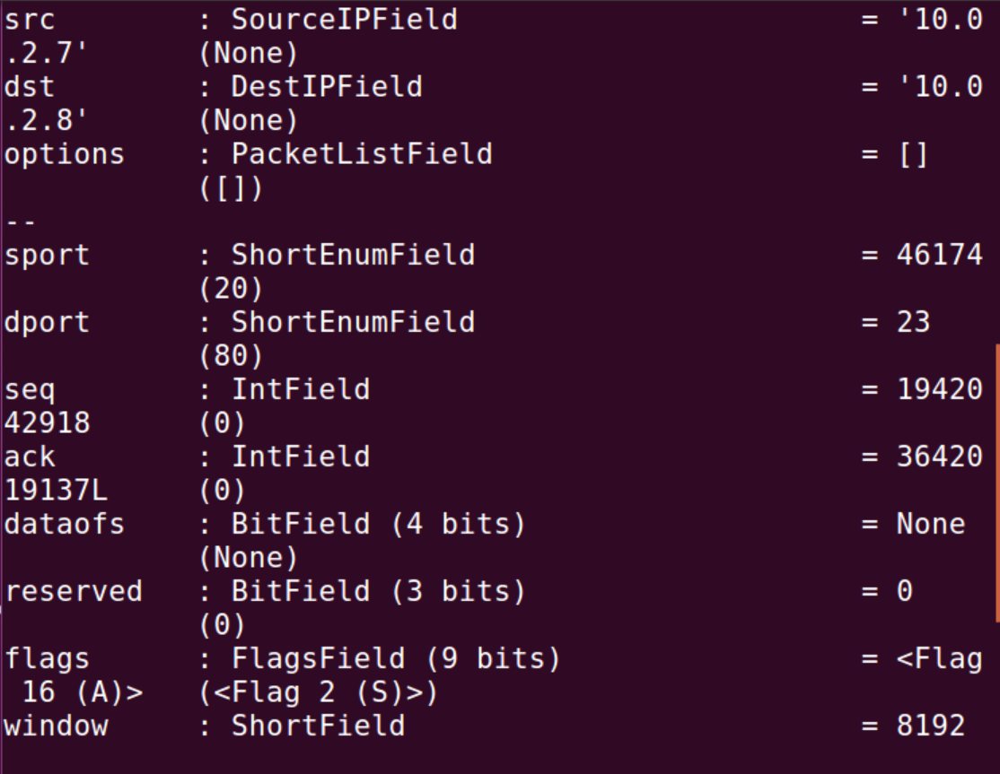 src        : SourceIPField                        = '10.0
.2.7'      (None)
dst        : DestIPField                          = '10.0
.2.8'      (None)
options    : PacketListField                      = []
           ([])
--
sport      : ShortEnumField                       = 46174
           (20)
dport      : ShortEnumField                       = 23
           (80)
seq        : IntField                             = 19420
42918      (0)
ack        : IntField                             = 36420
19137L     (0)
dataofs    : BitField (4 bits)                    = None
           (None)
reserved   : BitField (3 bits)                    = 0
           (0)
flags      : FlagsField (9 bits)                  = <Flag
 16 (A)>   (<Flag 2 (S)>)
window     : ShortField                           = 8192